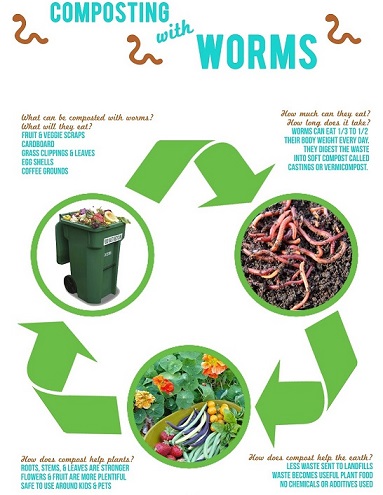 COMPOSTING
with
WORMS
What can be composted with worms?
What will they eat?
FRUIT & VEGGIE SCRAPS
CARDBOARD
GRASS CLIPPINGS & LEAVES
EGG SHELLS
COFFEE GROUNDS
How much can they eat?
How long does it take?
WORMS CAN EAT 1/3 TO 1/2
THEIR BODY WEIGHT EVERY DAY.
THEY DIGEST THE WASTE
INTO SOFT COMPOST CALLED
CASTINGS OR VERMICOMPOST.
How does compost help plants?
ROOTS, STEMS, & LEAVES ARE STRONGER
FLOWERS & FRUIT ARE MORE PLENTIFUL
SAFE TO USE AROUND KIDS & PETS
How does compost help the earth?
LESS WASTE SENT TO LANDFILLS
WASTE BECOMES USEFUL PLANT FOOD
NO CHEMICALS OR ADDITIVES USED